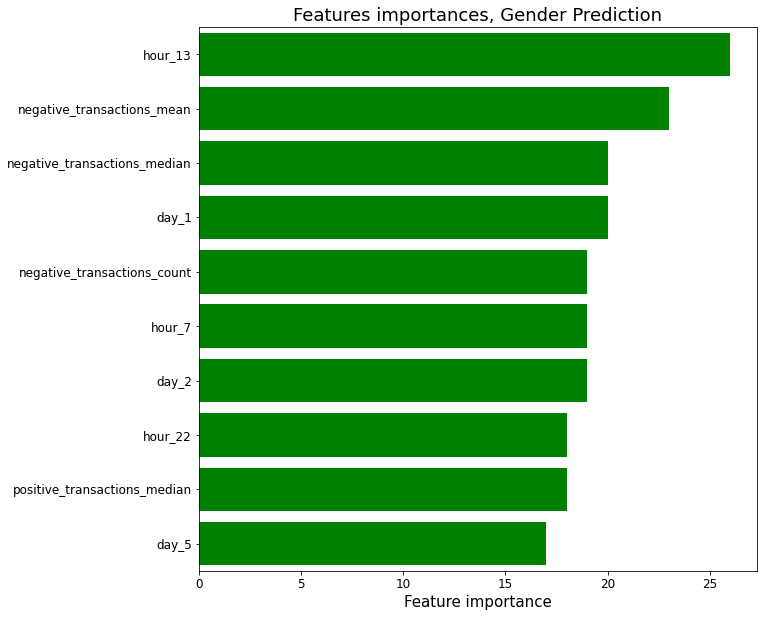 Features importances, Gender Prediction
hour_13
negative_transactions_mean
negative_transactions_median
day_1
negative_transactions_count
hour_7
day_2
hour_22
positive_transactions_median
day_5
0 5 10 15 20 25
Feature importance